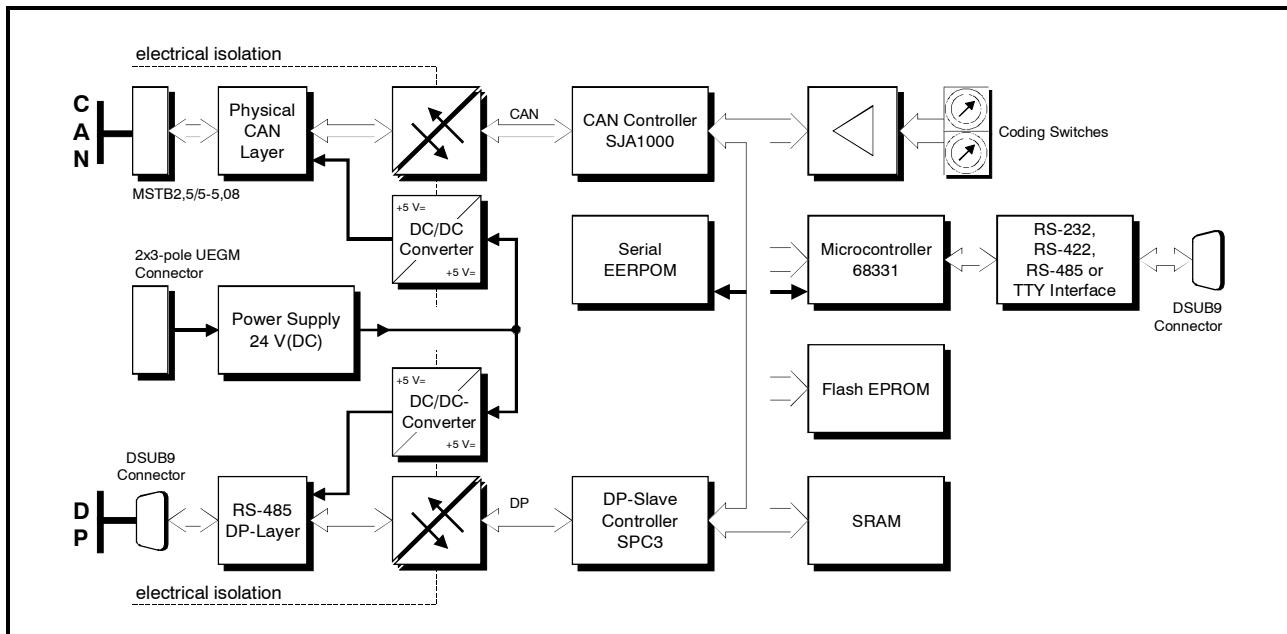 electrical isolation
C
A
N
MSTB2,5/5-5,08
Physical
CAN
Layer
CAN
CAN Controller
SJA1000
Coding Switches
+5 V=
DC/DC
Converter
+5 V=
Serial
EERPOM
Microcontroller
68331
RS-232,
RS-422,
RS-485 or
TTY Interface
DSUB9
Connector
2x3-pole UEGM
Connector
Power Supply
24 V(DC)
+5 V=
DC/DC-
Converter
+5 V=
Flash EPROM
DSUB9
Connector
D
P
RS-485
DP-Layer
DP
DP-Slave
Controller
SPC3
SRAM
electrical isolation